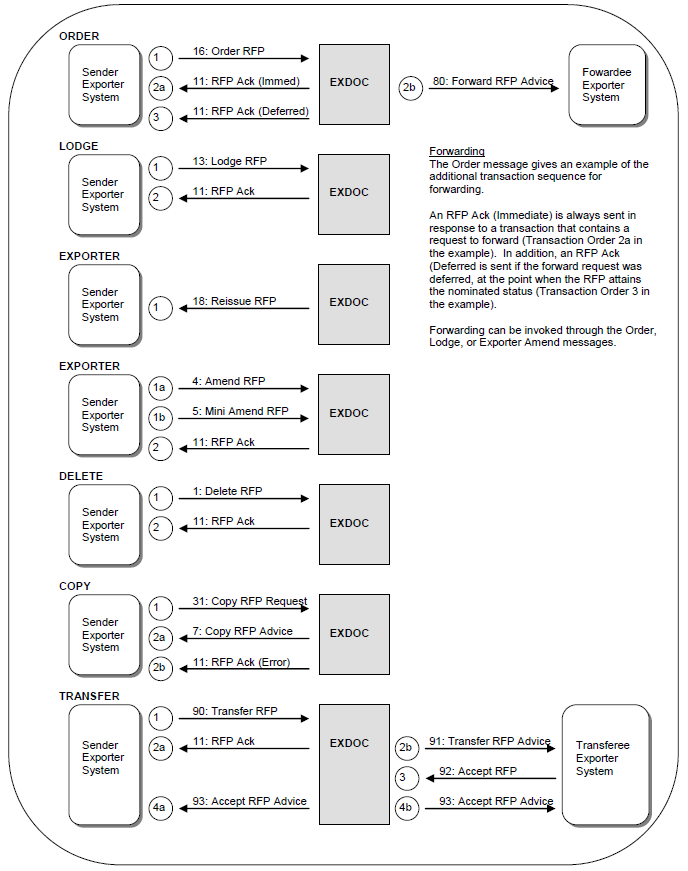 ORDER
Sender
Exporter
System
1
16: Order RFP
2a
11: RFP Ack (Immed)
3
11: RFP Ack (Deferred)
EXDOC
2b
80: Forward RFP Advice
Fowardee
Exporter
System
LODGE
Sender
Exporter
System
1
13: Lodge RFP
2
11: RFP Ack
EXDOC
Forwarding
The Order message gives an example of the
additional transaction sequence for
forwarding.
An RFP Ack (Immediate) is always sent in
response to a transaction that contains a
request to forward (Transaction Order 2a in
the example). In addition, an RFP Ack
(Deferred is sent if the forward request was
deferred, at the point when the RFP attains
the nominated status (Transaction Order 3 in
the example).
Forwarding can be invoked through the Order,
Lodge, or Exporter Amend messages.
EXPORTER
Sender
Exporter
System
1
18: Reissue RFP
EXDOC
EXPORTER
Sender
Exporter
System
1a
4: Amend RFP
1b
5: Mini Amend RFP
2
11: RFP Ack
EXDOC
DELETE
Sender
Exporter
System
1
1: Delete RFP
2
11: RFP Ack
EXDOC
COPY
Sender
Exporter
System
1
31: Copy RFP Request
2a
7: Copy RFP Advice
2b
11: RFP Ack (Error)
EXDOC
TRANSFER
Sender
Exporter
System
1
90: Transfer RFP
2a
11: RFP Ack
4a
93: Accept RFP Advice
EXDOC
2b
91: Transfer RFP Advice
3
92: Accept RFP
4b
93: Accept RFP Advice
Transferee
Exporter
System